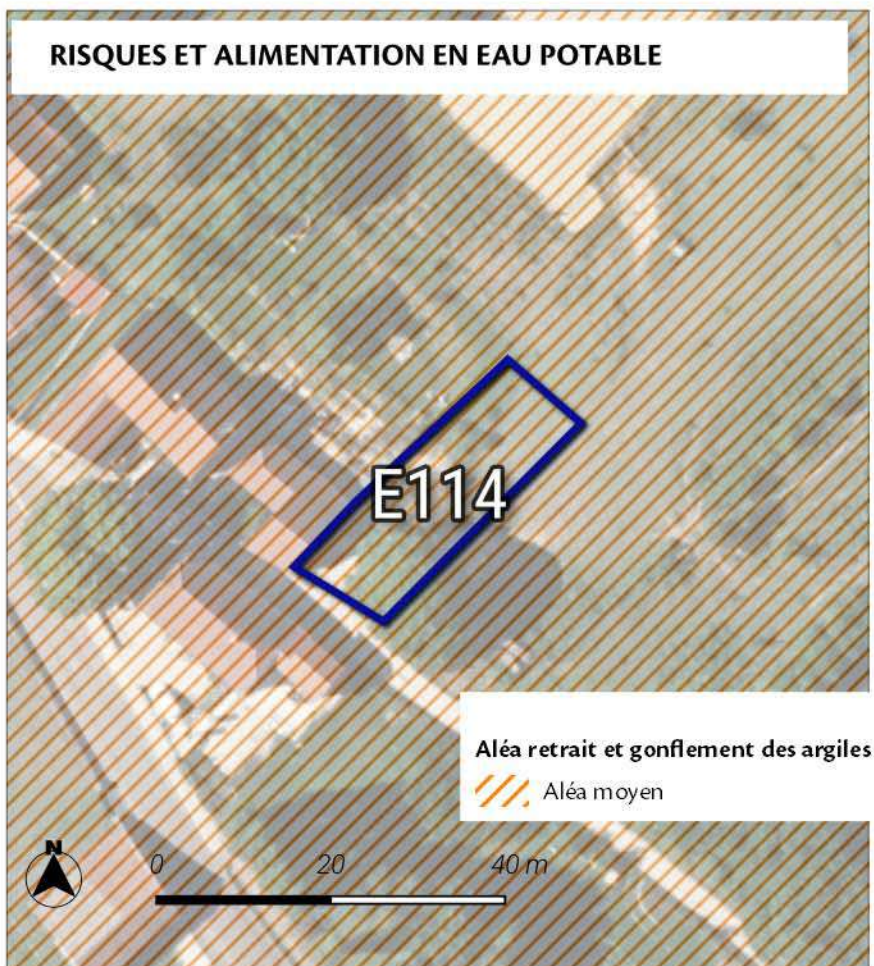 RISQUES ET ALIMENTATION EN EAU POTABLE
E114
Aléa retrait et gonflement des argiles
Aléa moyen
N
0 20 40 m